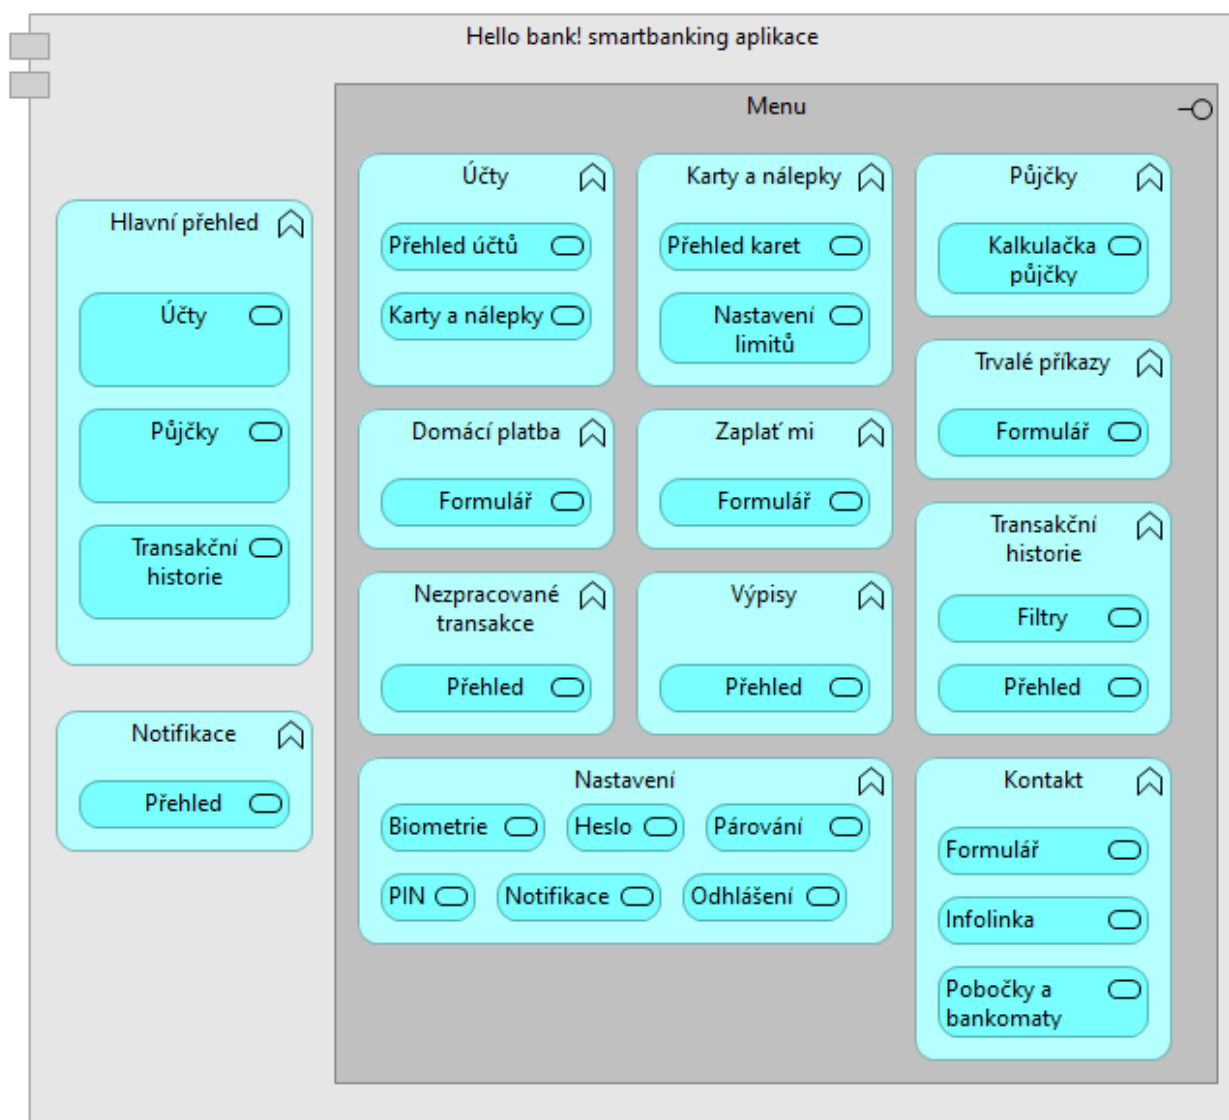 Hello bank! smartbanking aplikace
Hlavní přehled
Účty
Půjčky
Transakční
historie
Notifikace
Přehled
Menu
Účty
Přehled účtů
Karty a nálepky
Karty a nálepky
Přehled karet
Nastavení
limitů
Půjčky
Kalkulačka
půjčky
Domácí platba
Formulář
Zaplať mi
Formulář
Trvalé příkazy
Formulář
Nezpracované
transakce
Přehled
Výpisy
Přehled
Transakční
historie
Filtry
Přehled
Nastavení
Biometrie
Heslo
Párování
PIN
Notifikace
Odhlášení
Kontakt
Formulář
Infolinka
Pobočky a
bankomaty